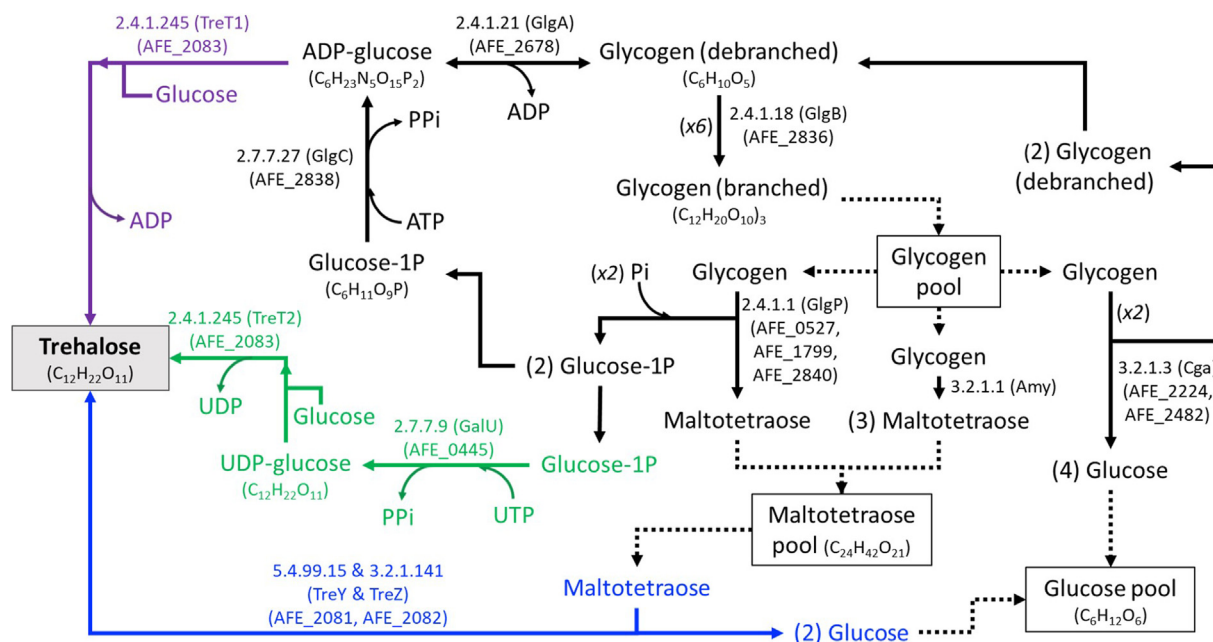 2.4.1.245 (TreT1)
(AFE_2083)
Glucose
ADP
ADP-glucose
(C6H23N5O15P2)
2.4.1.21 (GlgA)
(AFE_2678)
ADP
Glycogen (debranched)
(C6H10O5)
PPi
2.7.7.27 (GlgC)
(AFE_2838)
ATP
(x6)
2.4.1.18 (GlgB)
(AFE_2836)
(2) Glycogen
(debranched)
Glycogen (branched)
(C12H20O10)3
Glucose-1P
(C6H11O9P)
(x2) Pi
Glycogen
Glycogen
pool
Glycogen
(x2)
2.4.1.1 (GlgP)
(AFE_0527,
AFE_1799,
AFE_2840)
2.4.1.245 (TreT2)
(AFE_2083)
Trehalose
(C12H22O11)
UDP
Glucose
(2) Glucose-1P
Glycogen
3.2.1.1 (Amy)
3.2.1.3 (Cga)
(AFE_2224,
AFE_2482)
Maltotetraose
(3) Maltotetraose
2.7.7.9 (GalU)
(AFE_0445)
UDP-glucose
(C12H22O11)
Glucose-1P
PPi
UTP
(4) Glucose
Maltotetraose
pool (C24H42O21)
5.4.99.15 & 3.2.1.141
(TreY & TreZ)
(AFE_2081, AFE_2082)
Maltotetraose
(2) Glucose
Glucose pool
(C6H12O6)